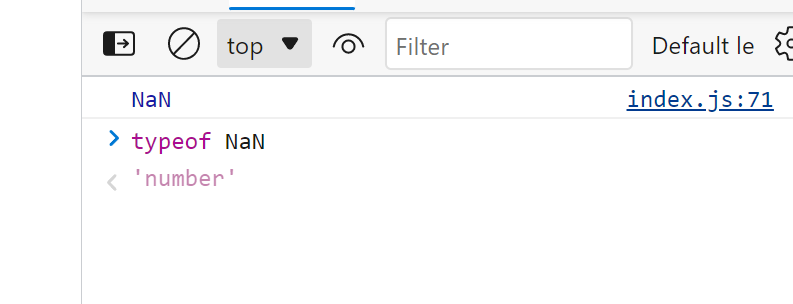 top Filter Default le
NaN index.js:71
typeof NaN
'number'